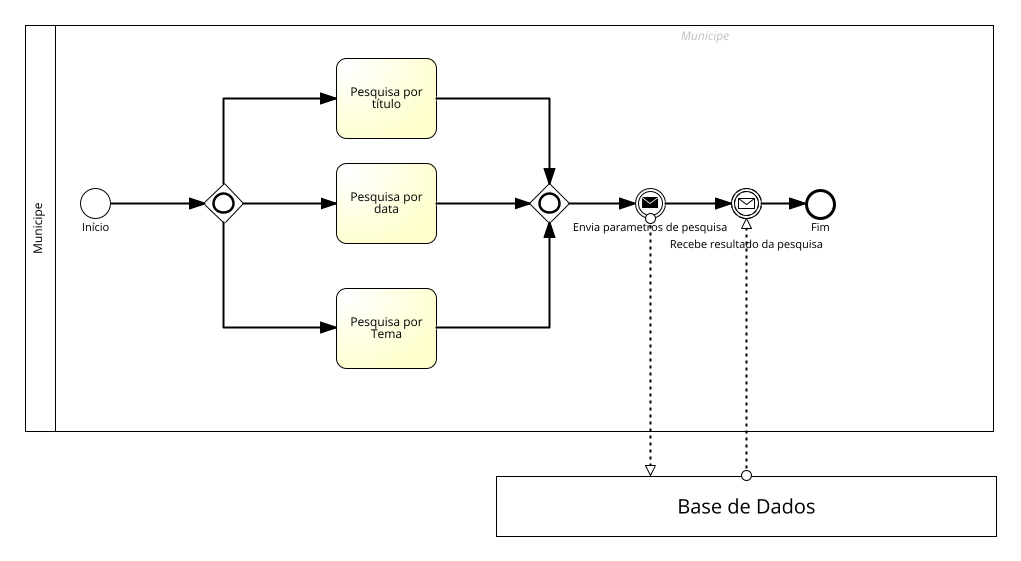 Municipe
Municipe
Pesquisa por
título
Pesquisa por
data
Pesquisa por
Tema
Início
Envia parametros de pesquisa
Recebe resultado da pesquisa
Fim
Base de Dados